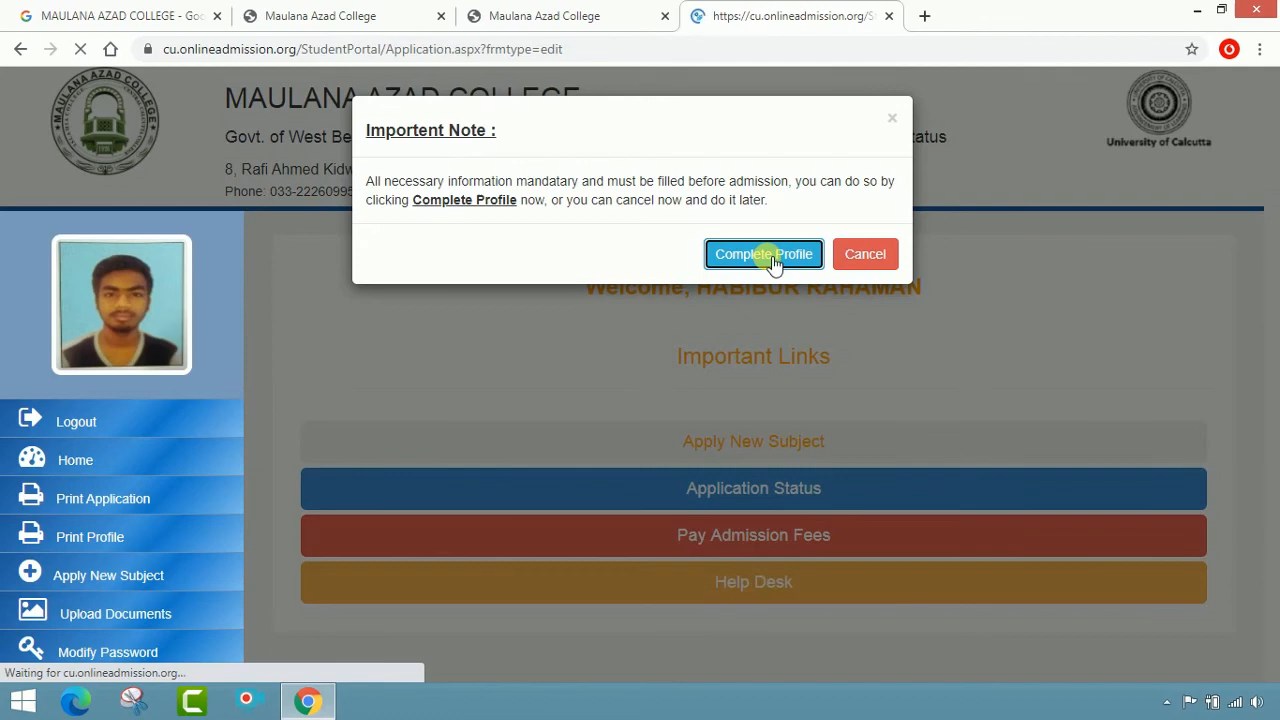 MAULANA AZAD COLLEGE - Goo
Maulana Azad College
Maulana Azad College
https://cu.onlineadmission.org/S
cu.onlineadmission.org/StudentPortal/Application.aspx?frmtype=edit
MAULANA AZAD COLLEGE
Govt. of West Be
tatus
8, Rafi Ahmed Kidw
Phone: 033-22260995
University of Calcutta
Importent Note :
All necessary information mandatary and must be filled before admission, you can do so by
clicking Complete Profile now, or you can cancel now and do it later.
Complete Profile
Cancel
Welcome, HABIBUR RAHAMAN
Important Links
Apply New Subject
Application Status
Pay Admission Fees
Help Desk
Logout
Home
Print Application
Print Profile
Apply New Subject
Upload Documents
Modify Password
Waiting for cu.onlineadmission.org...